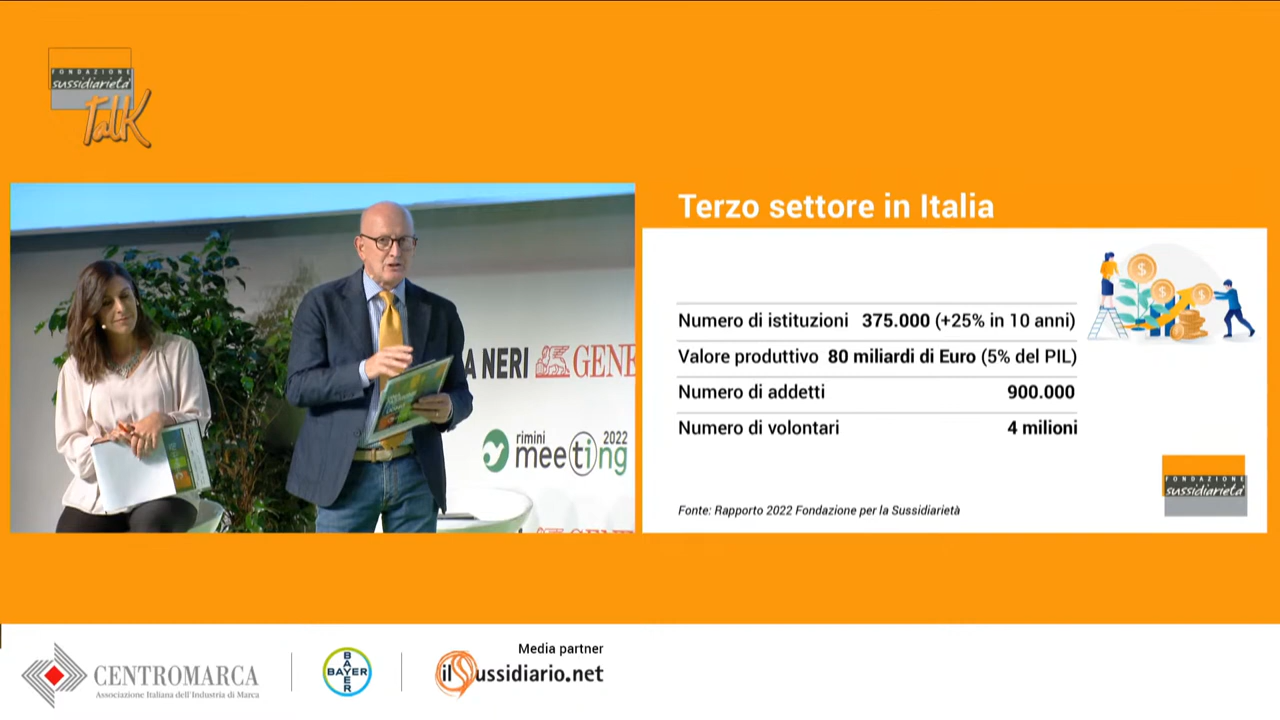 FONDAZIONE
sussidiarietà
Talk
Terzo settore in Italia
Numero di istituzioni 375.000 (+25% in 10 anni)
Valore produttivo 80 miliardi di Euro (5% del PIL)
Numero di addetti 900.000
Numero di volontari 4 milioni
Fonte: Rapporto 2022 Fondazione per la Sussidiarietà
FONDAZIONE
sussidiarietà
A NERI GENE
rimini 2022
meeting
Media partner
CENTROMARCA
Associazione Italiana dell'Industria di Marca
BAYER
BAYER
ilSussidiario.net